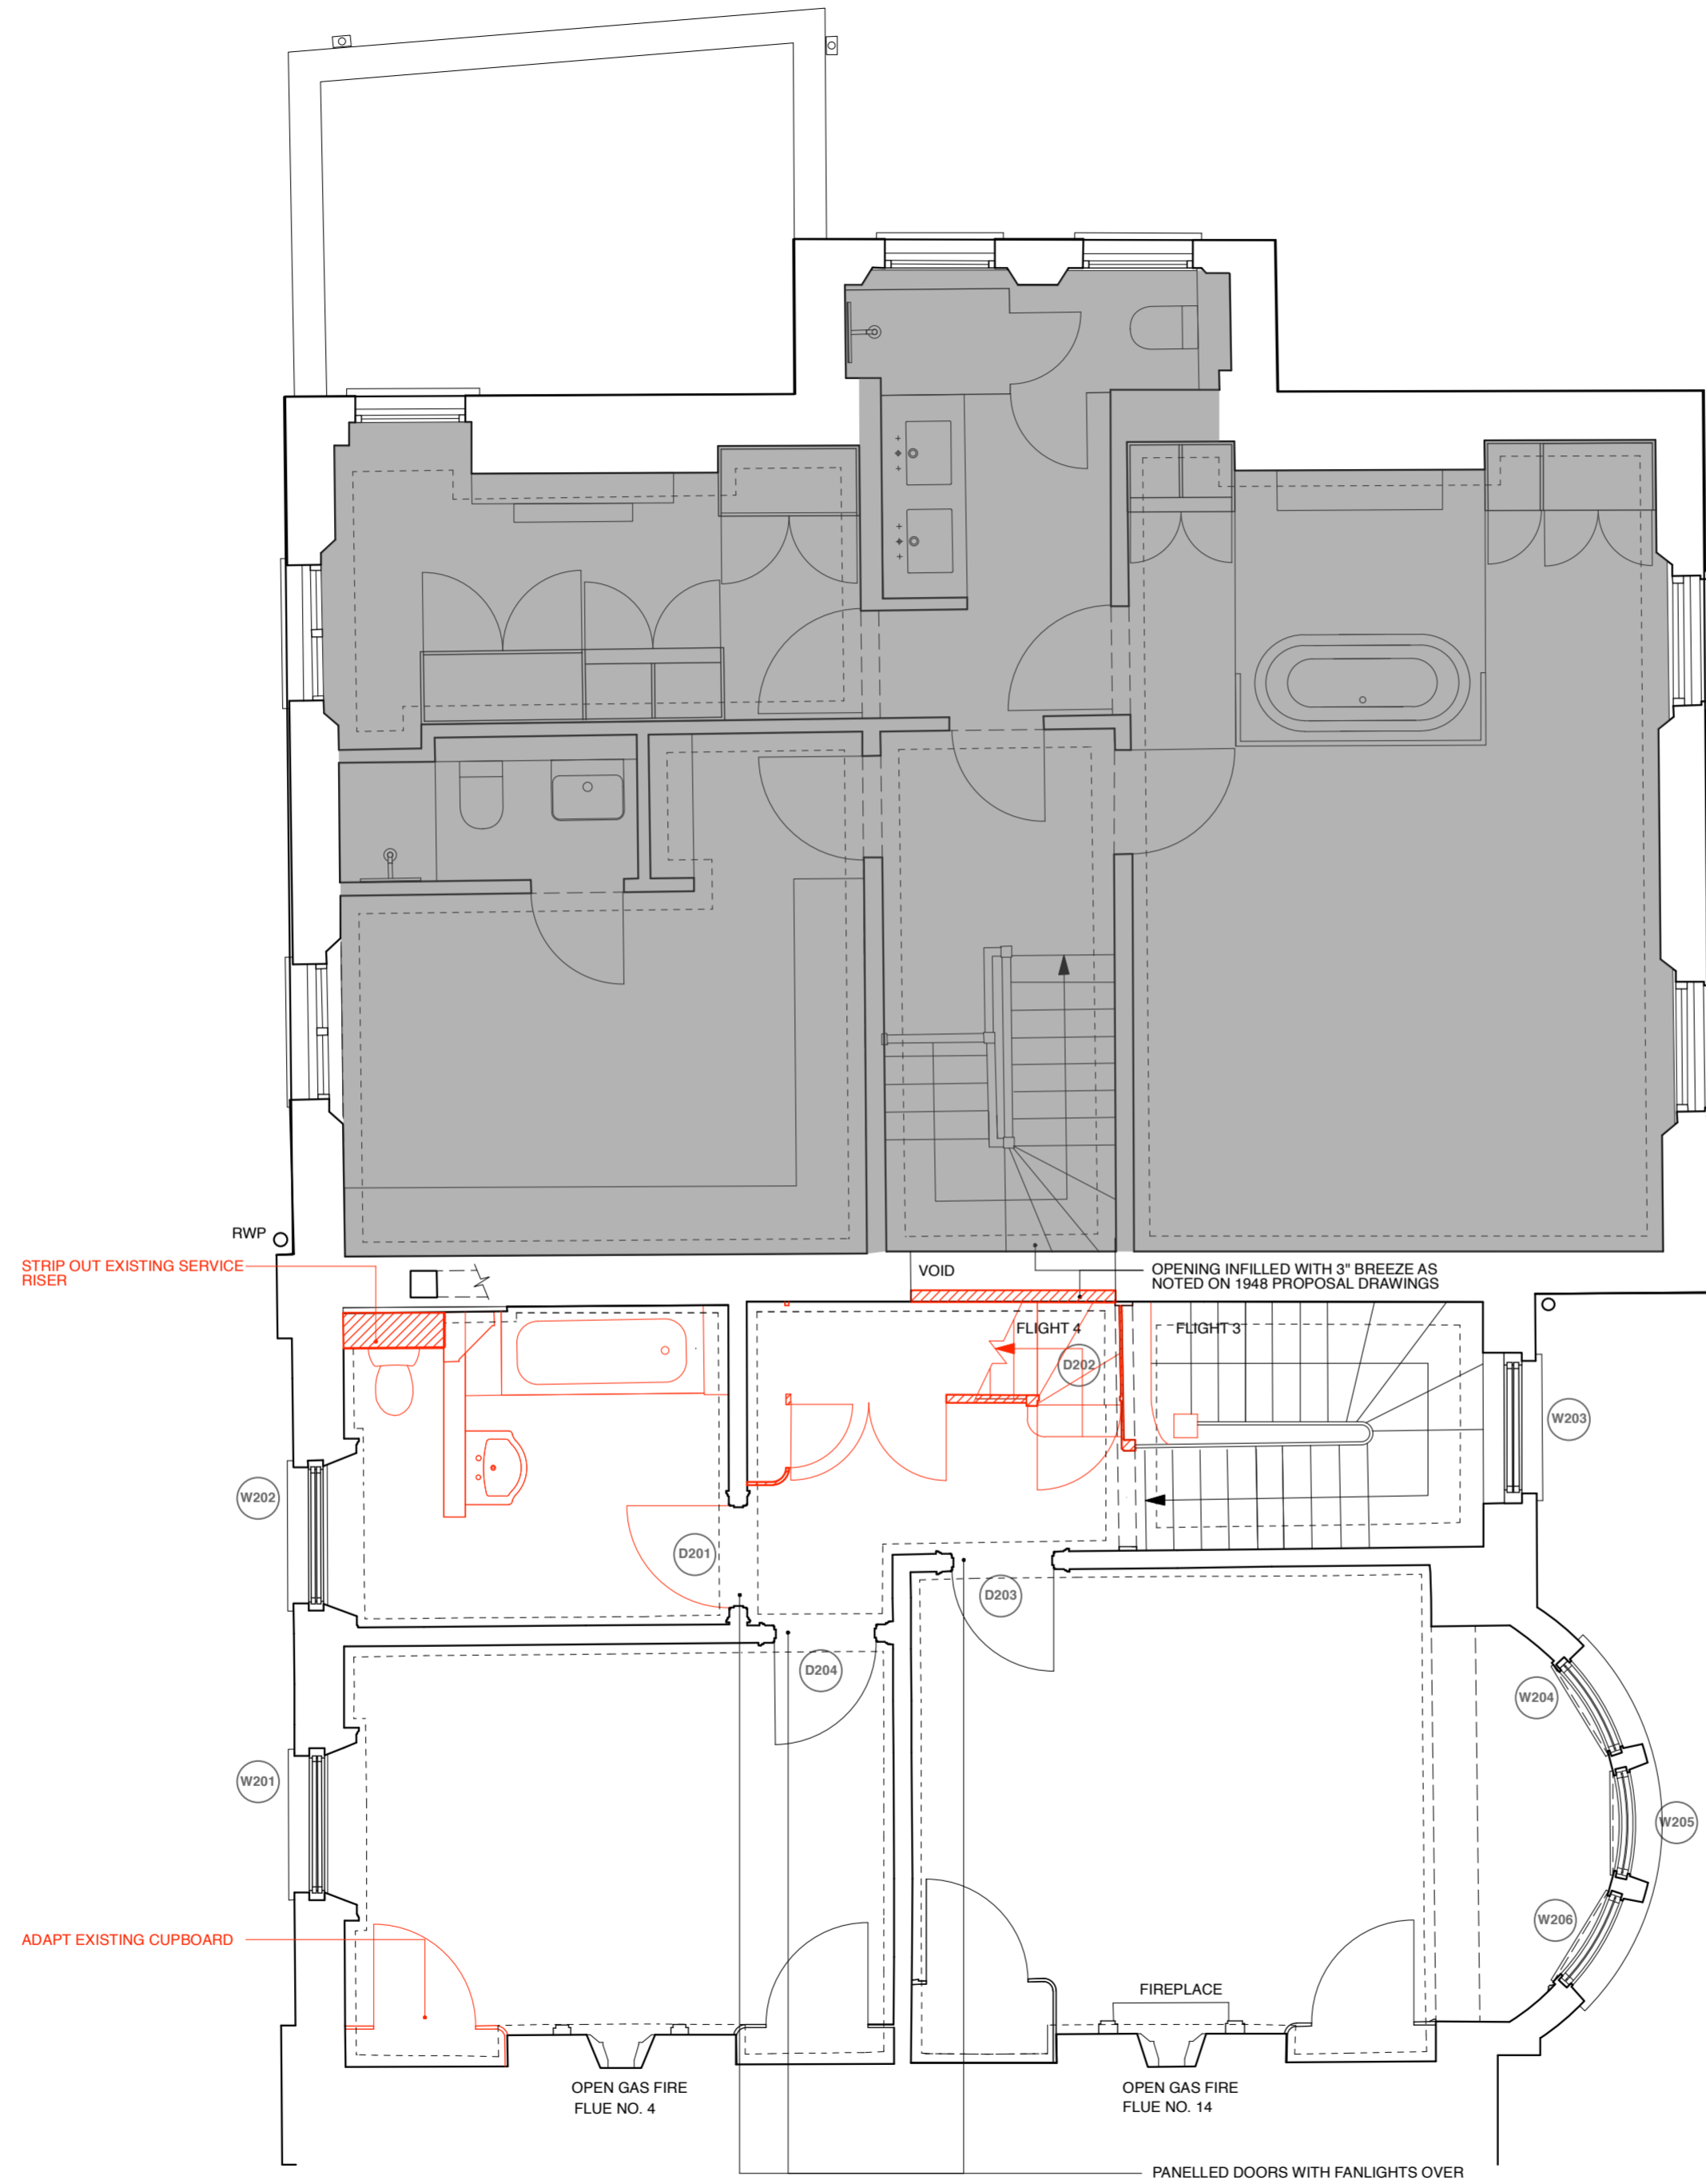 RWP
STRIP OUT EXISTING SERVICE
RISER
VOID
OPENING INFILLED WITH 3" BREEZE AS
NOTED ON 1948 PROPOSAL DRAWINGS
FLIGHT 4
FLIGHT 3
D202
W203
W202
D201
D203
D204
W204
W201
W205
W206
ADAPT EXISTING CUPBOARD
FIREPLACE
OPEN GAS FIRE
FLUE NO. 4
OPEN GAS FIRE
FLUE NO. 14
PANELLED DOORS WITH FANLIGHTS OVER